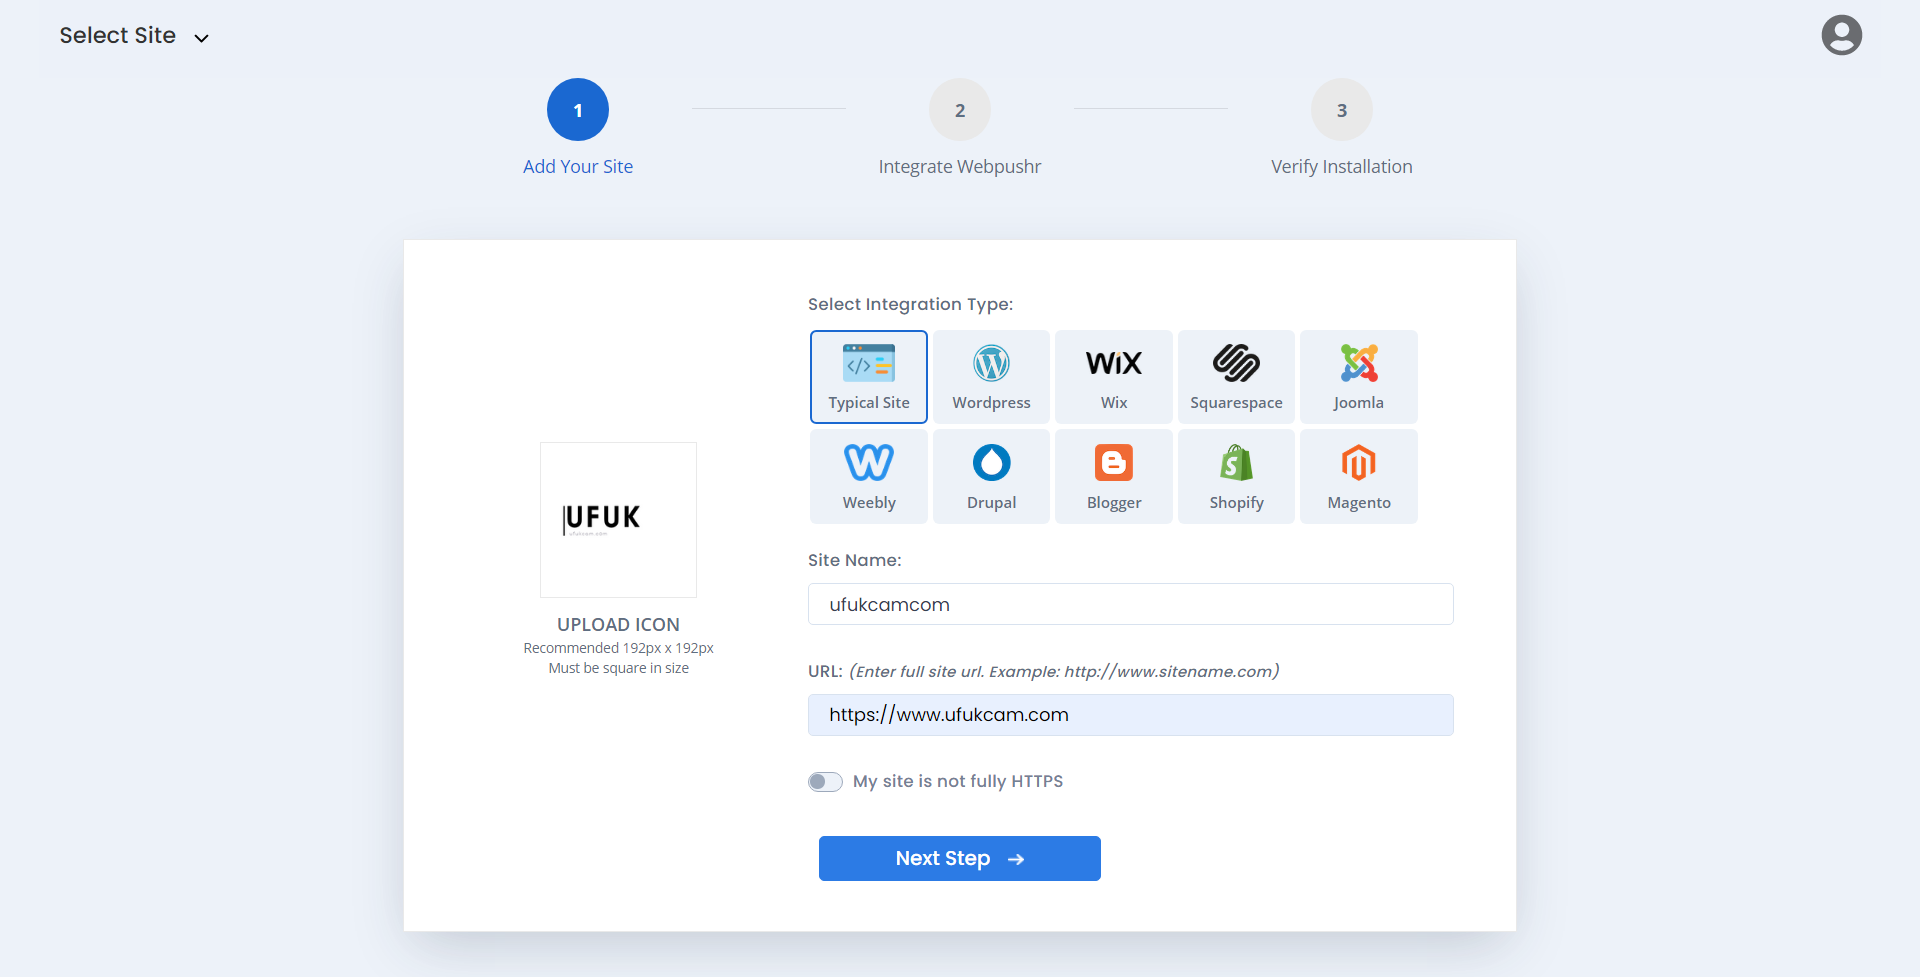 Select Site
1
2
3
Add Your Site
Integrate Webpushr
Verify Installation
Select Integration Type:
Typical Site
Wordpress
WiX
Wix
Squarespace
Joomla
Weebly
Drupal
Blogger
Shopify
Magento
UFUK
ufukcam.com
UPLOAD ICON
Recommended 192px x 192px
Must be square in size
Site Name:
ufukcamcom
URL: (Enter full site url. Example: http://www.sitename.com)
https://www.ufukcam.com
My site is not fully HTTPS
Next Step →